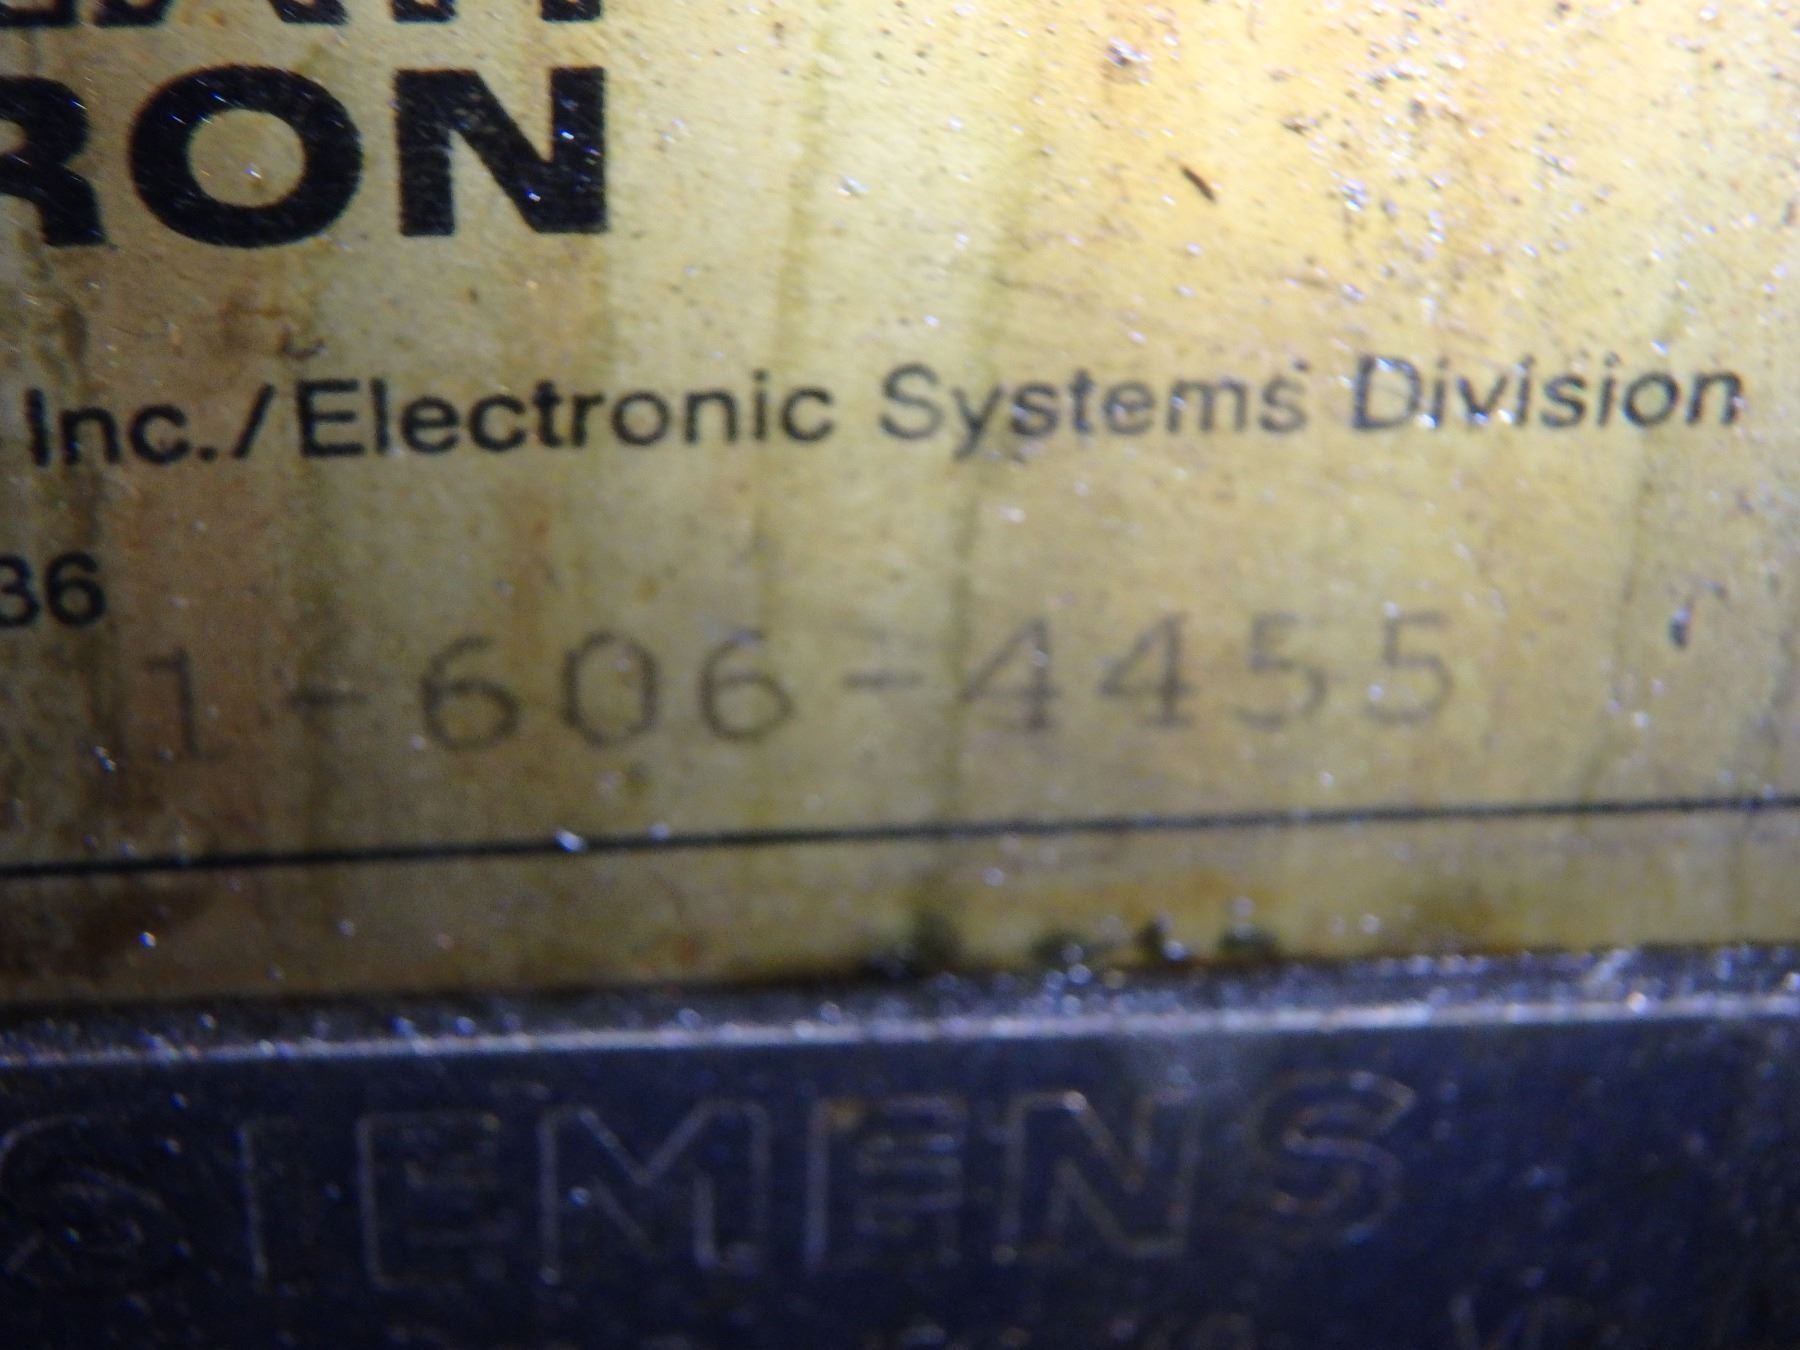 RON
Inc./Electronic Systems Division
36
1-606-4455
SIEMENS